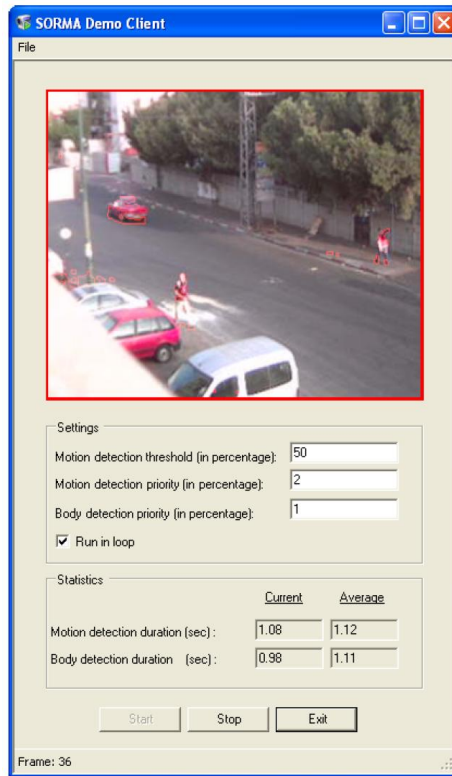 SORMA Demo Client
File
Settings
Motion detection threshold (in percentage): 50
Motion detection priority (in percentage): 2
Body detection priority (in percentage): 1
Run in loop
Statistics
Current Average
Motion detection duration (sec) : 1.08 1.12
Body detection duration (sec) : 0.98 1.11
Start Stop Exit
Frame: 36